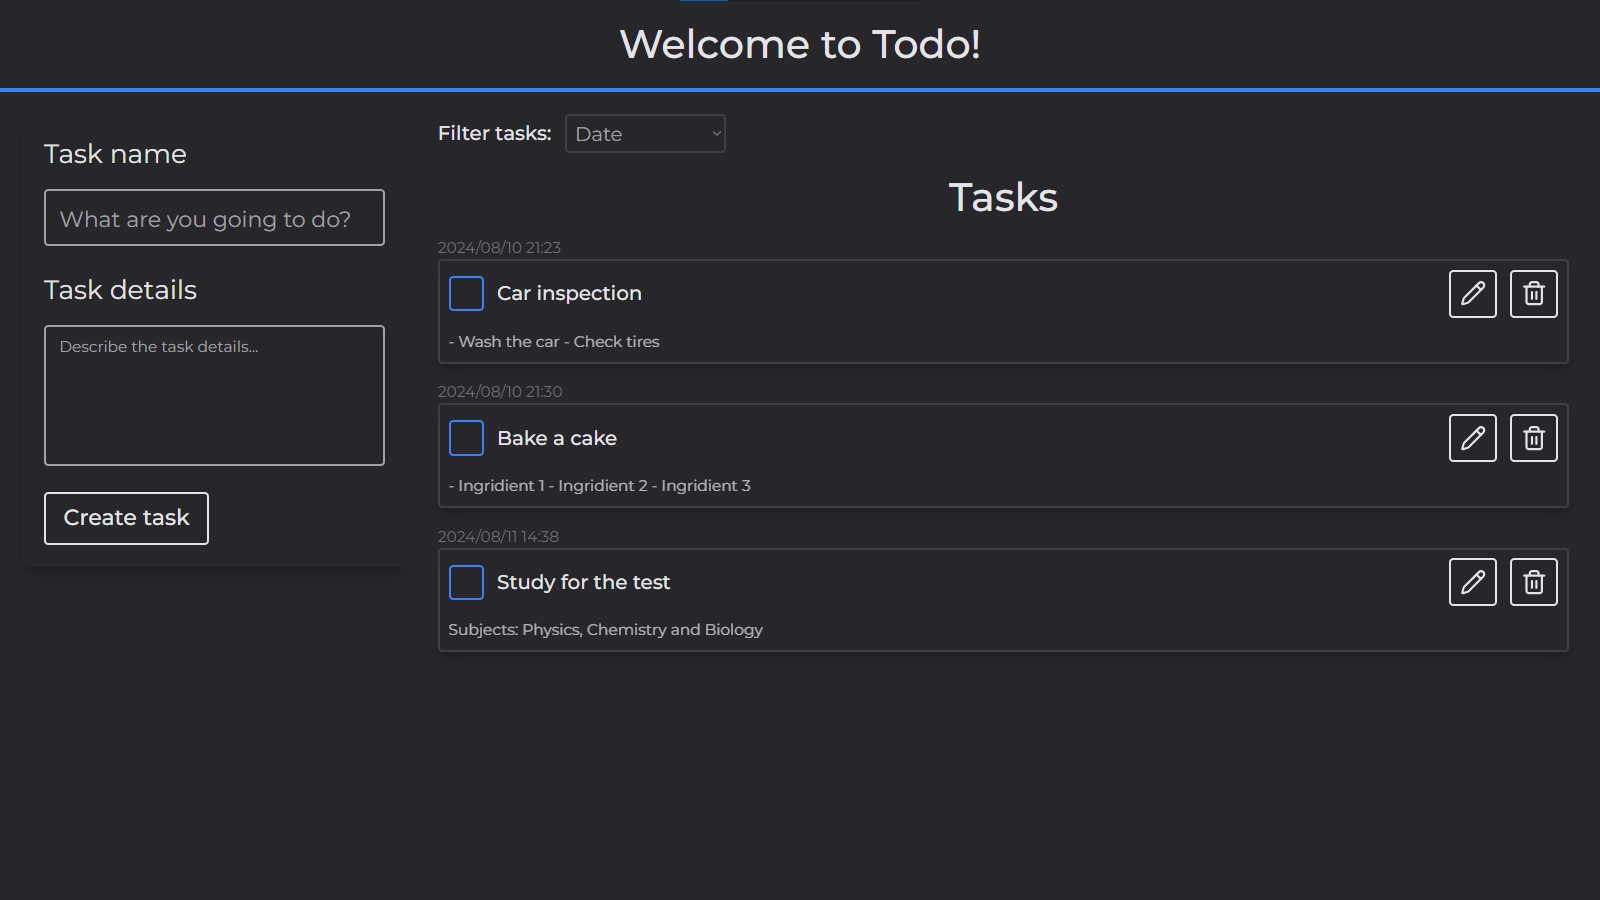 Welcome to Todo!
Task name
What are you going to do?
Task details
Describe the task details...
Create task
Filter tasks: Date
Tasks
2024/08/10 21:23
Car inspection
- Wash the car - Check tires
2024/08/10 21:30
Bake a cake
- Ingridient 1 - Ingridient 2 - Ingridient 3
2024/08/11 14:38
Study for the test
Subjects: Physics, Chemistry and Biology